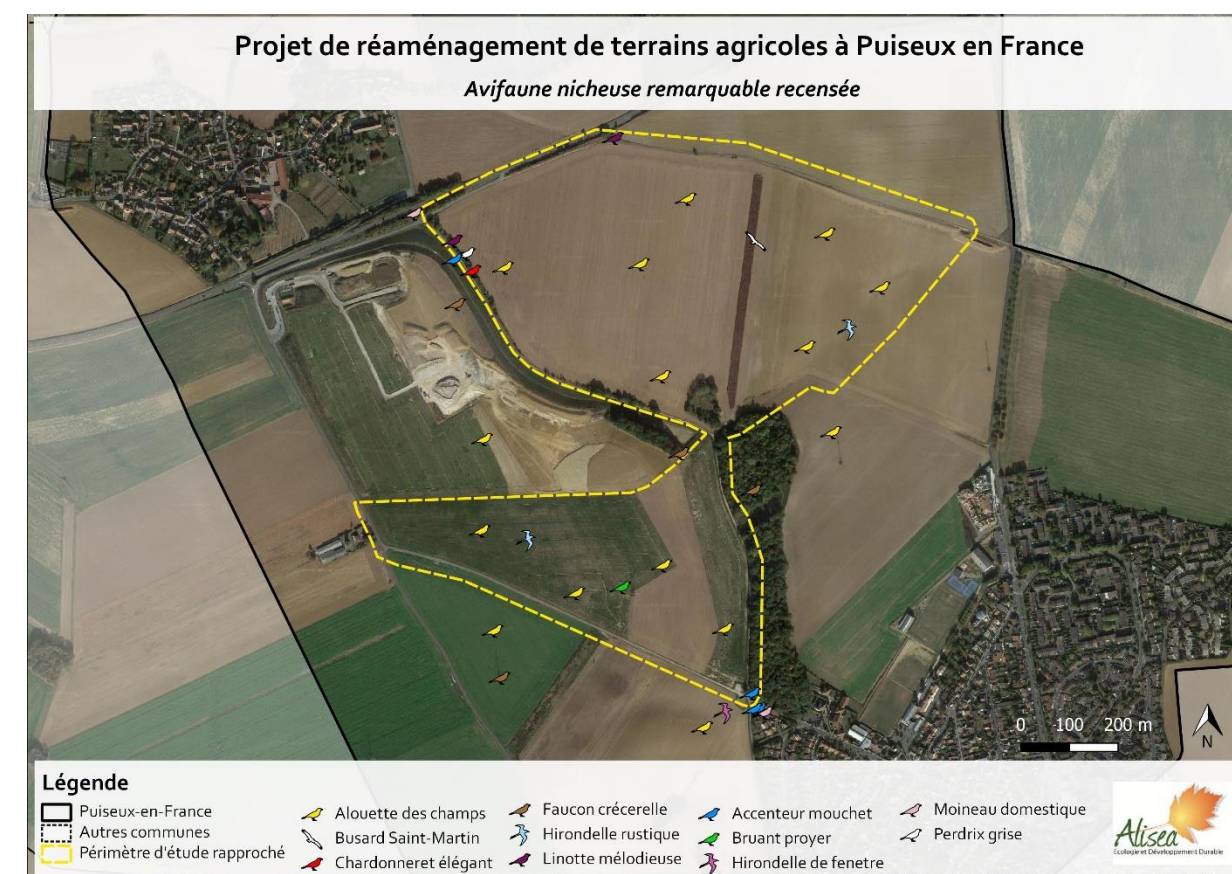 Projet de réaménagement de terrains agricoles à Puiseux en France
Avifaune nicheuse remarquable recensée
0 100 200 m
N
Légende
Puiseux-en-France
Autres communes
Périmètre d'étude rapproché
Alouette des champs
Busard Saint-Martin
Chardonneret élégant
Faucon crécerelle
Hirondelle rustique
Linotte mélodieuse
Accenteur mouchet
Bruant proyer
Hirondelle de fenetre
Moineau domestique
Perdrix grise
Alisea
Ecologie et Développement Durable